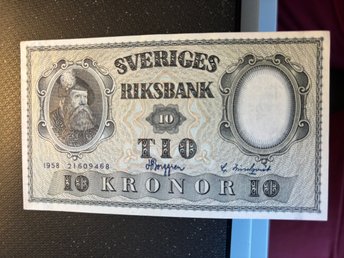 SVERIGES
RIKSBANK
10
TIO
1958 21609468
10 KRONOR 10